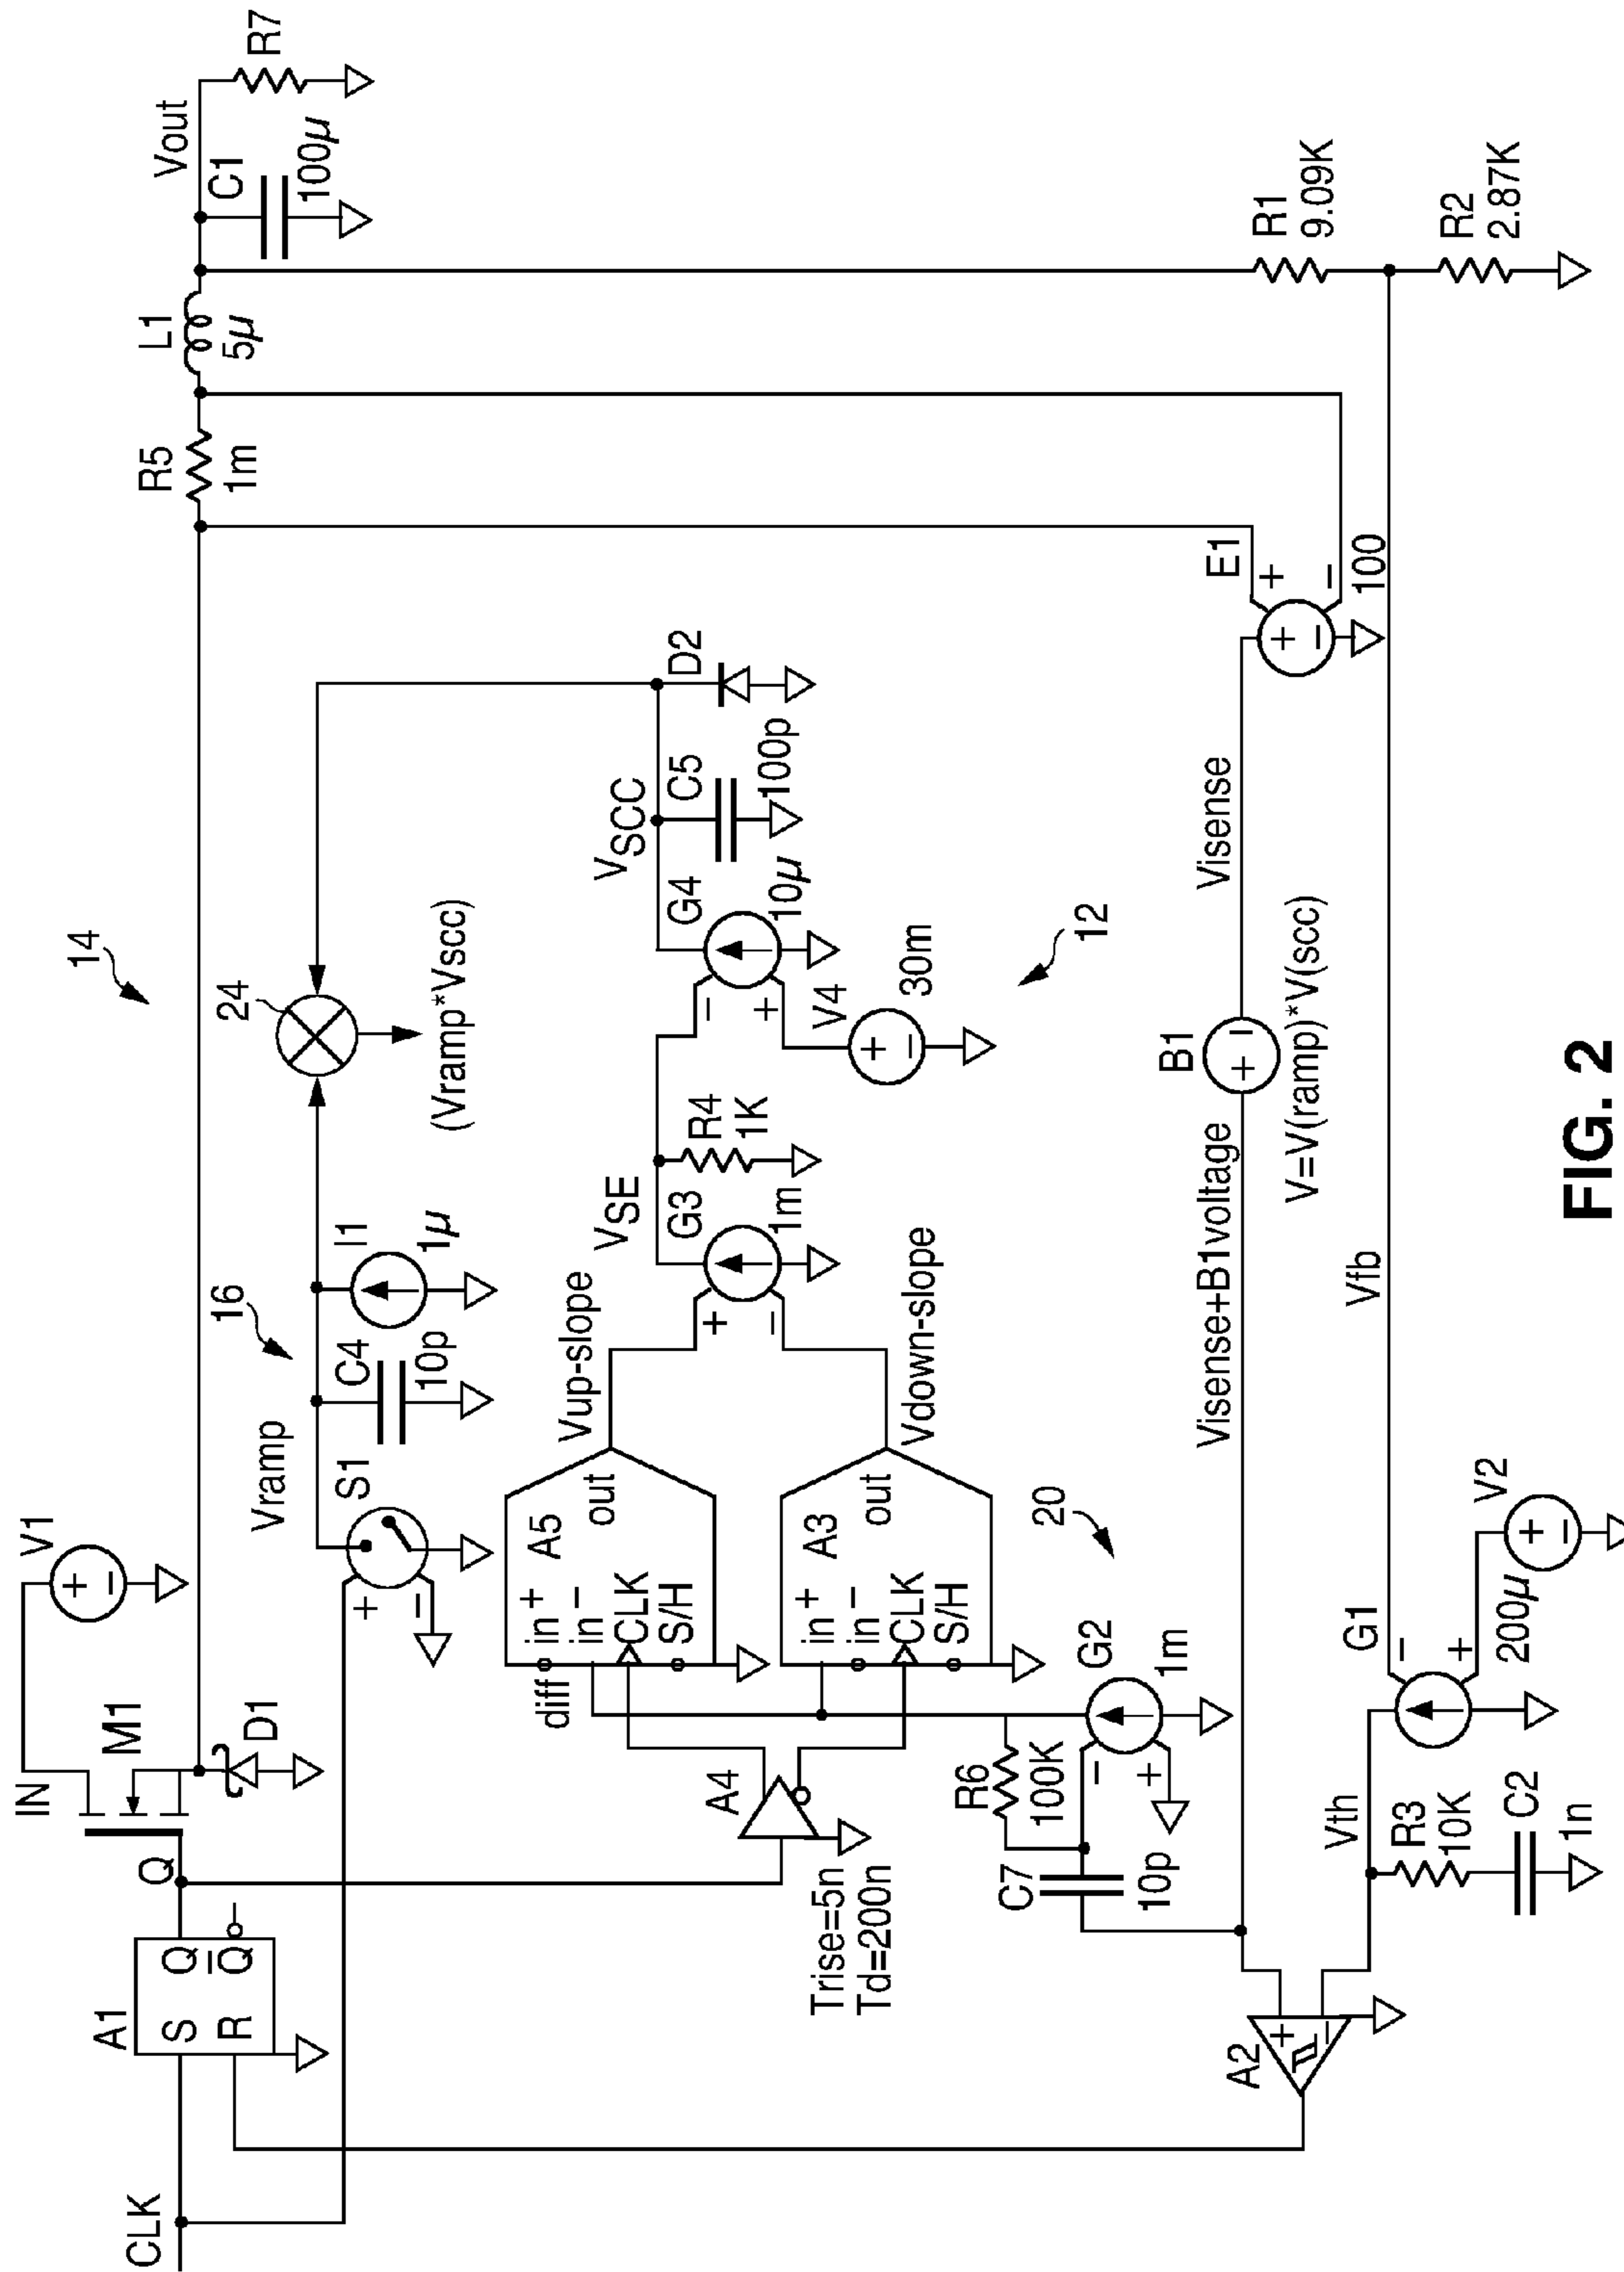 14
V1
IN
M1
Q
D1
A1
S
Q
R
Q
CLK
Vramp
S1
16
C4
10p
I1
1μ
24
(Vramp*Vscc)
R5
1m
L1
5μ
Vout
C1
100μ
R7
A5
in+
in−
CLK
S/H
out
diff
Vup-slope
A3
in+
in−
CLK
S/H
out
Vdown-slope
+
−
VSE
G3
1m
R4
1K
−
+
V4
30m
VSCC
G4
10μ
C5
100p
D2
12
A4
Trise=5n
Td=200n
20
R6
100K
G2
1m
−
+
C7
10p
Visense+B1voltage
B1
+ −
V=V(ramp)*V(scc)
Visense
E1
+
−
100
R1
9.09K
R2
2.87K
Vfb
G1
−
+
200μ
V2
Vth
R3
10K
C2
1n
A2
+
−
FIG. 2